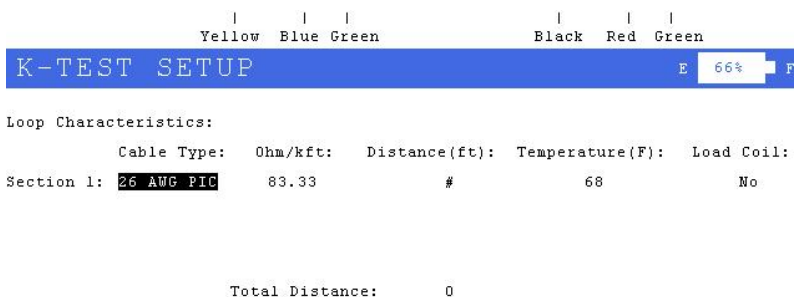 Yellow Blue Green Black Red Green
K-TEST SETUP E 66% F
Loop Characteristics:
Cable Type: Ohm/kft: Distance(ft): Temperature(F): Load Coil:
Section 1: 26 AWG PIC 83.33 # 68 No
Total Distance: 0